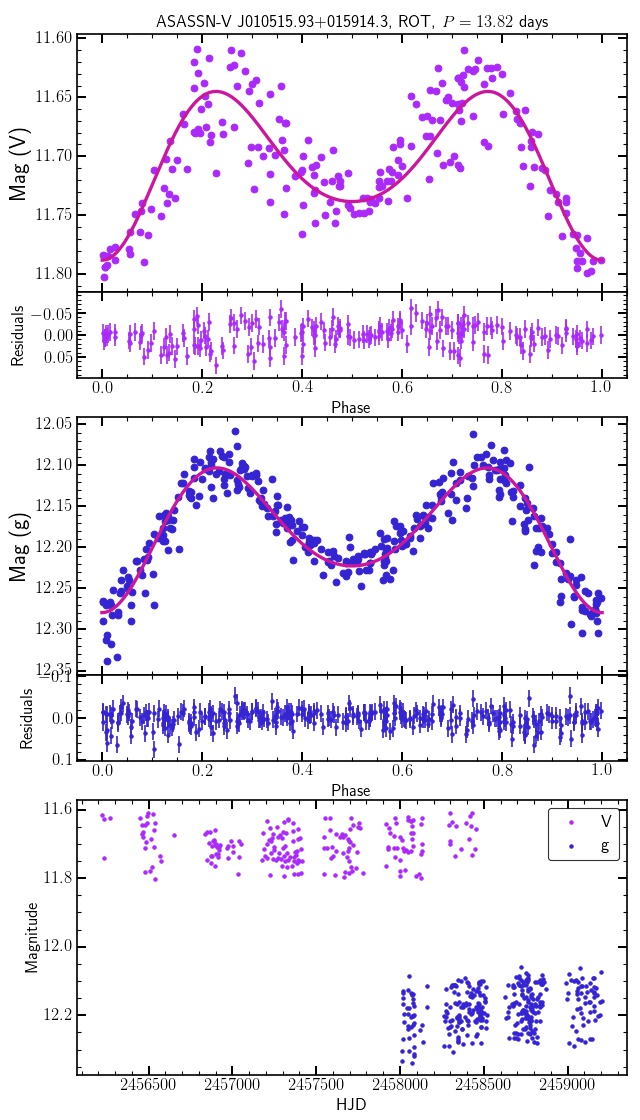 ASASSN-V J010515.93+015914.3, ROT, P = 13.82 days
11.60
11.65
11.70
11.75
11.80
Mag (V)
−0.05
0.00
0.05
Residuals
0.0 0.2 0.4 0.6 0.8 1.0
Phase
12.05
12.10
12.15
12.20
12.25
12.30
12.35
Mag (g)
−0.1
0.0
0.1
Residuals
0.0 0.2 0.4 0.6 0.8 1.0
Phase
11.6
11.8
12.0
12.2
Magnitude
V
g
2456500 2457000 2457500 2458000 2458500 2459000
HJD